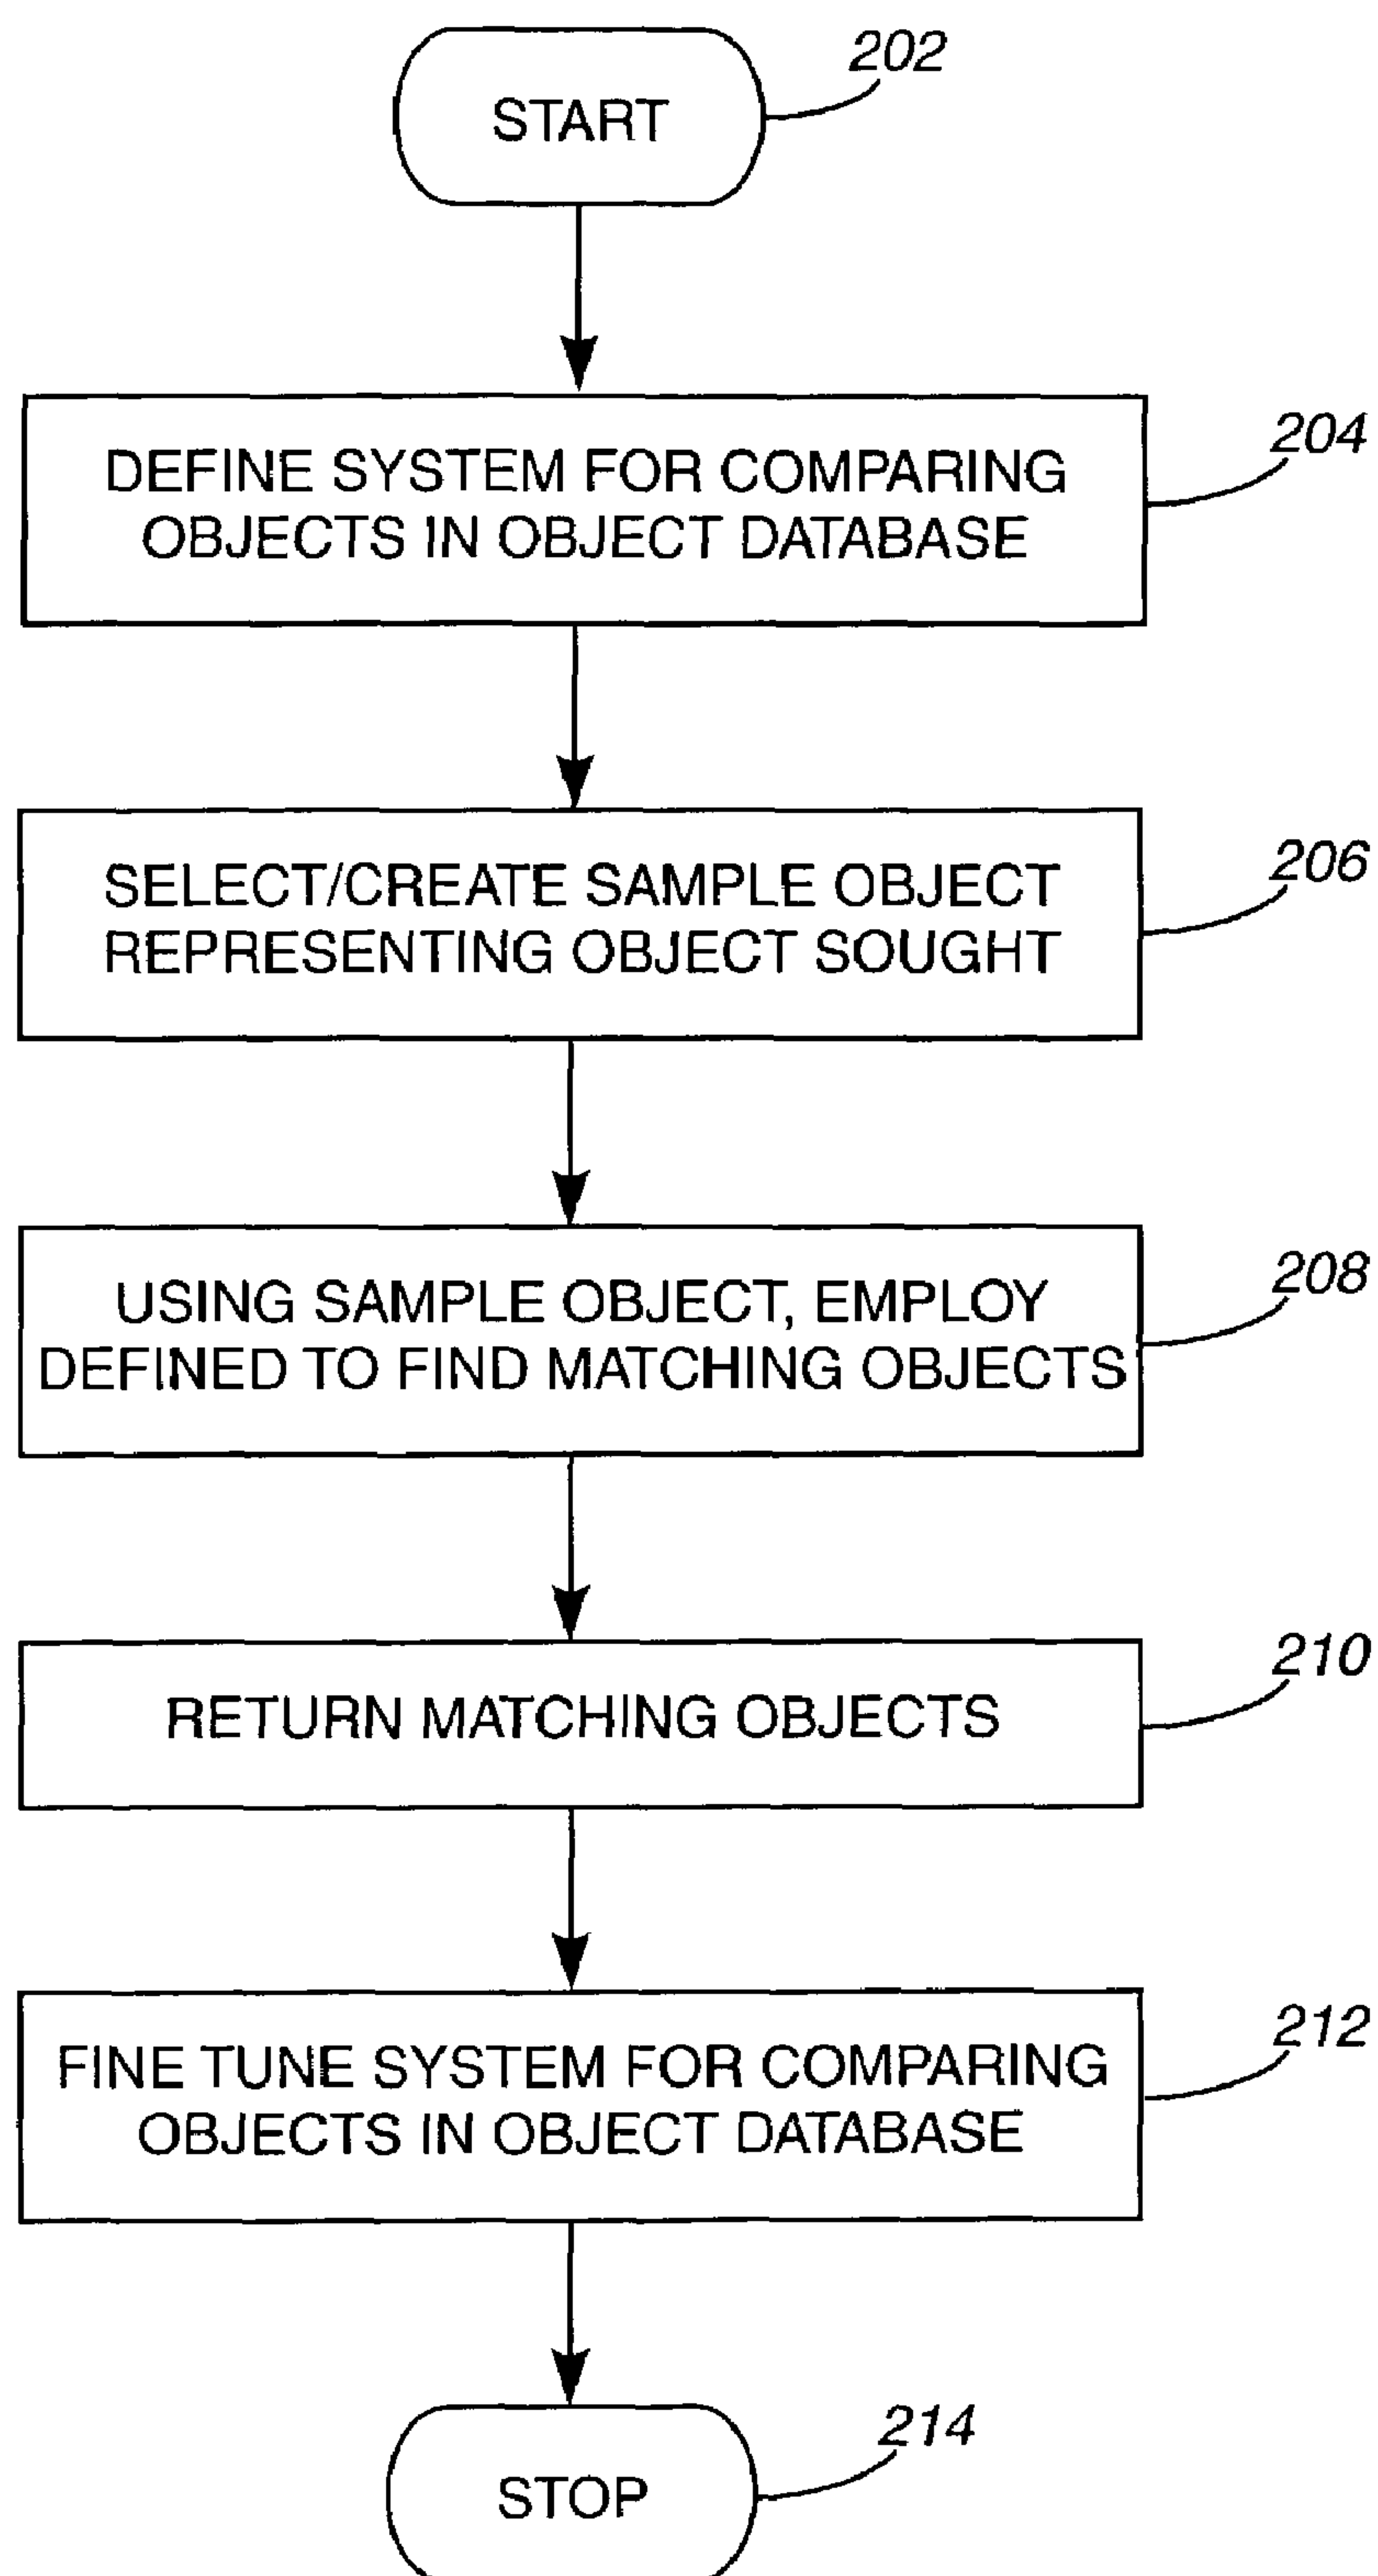 START
202
DEFINE SYSTEM FOR COMPARING
OBJECTS IN OBJECT DATABASE
204
SELECT/CREATE SAMPLE OBJECT
REPRESENTING OBJECT SOUGHT
206
USING SAMPLE OBJECT, EMPLOY
DEFINED TO FIND MATCHING OBJECTS
208
RETURN MATCHING OBJECTS
210
FINE TUNE SYSTEM FOR COMPARING
OBJECTS IN OBJECT DATABASE
212
STOP
214